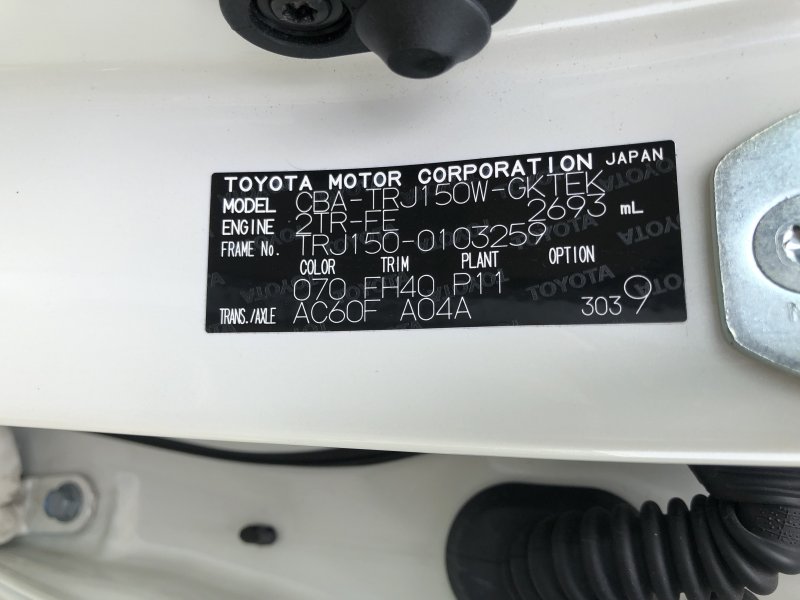 TOYOTA MOTOR CORPORATION JAPAN
MODEL CBA-TRJ150W-GKTEK
ENGINE 2TR-FE 2693 mL
FRAME No. TRJ150-0103259
COLOR TRIM PLANT OPTION
070 FH40 P11
TRANS./AXLE AC60F A04A 3039